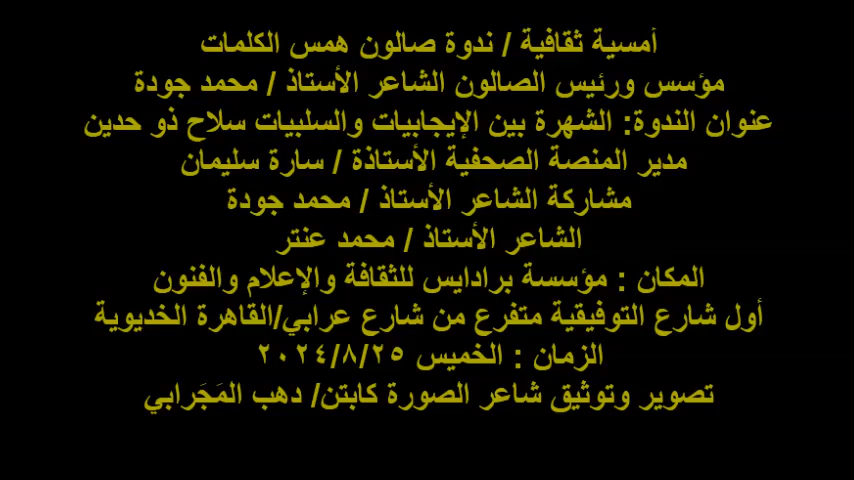 أمسية ثقافية / ندوة صالون همس الكلمات
مؤسس ورئيس الصالون الشاعر الأستاذ / محمد جودة
عنوان الندوة: الشهرة بين الإيجابيات والسلبيات سلاح ذو حدين
مدير المنصة الصحفية الأستاذة / سارة سليمان
مشاركة الشاعر الأستاذ / محمد جودة
الشاعر الأستاذ / محمد عنتر
المكان : مؤسسة برادايس للثقافة والإعلام والفنون
أول شارع التوفيقية متفرع من شارع عرابي/القاهرة الخديوية
الزمان : الخميس ٢٠٢٤/٨/٢٥
تصوير وتوثيق شاعر الصورة كابتن/ دهب المَجَرابي